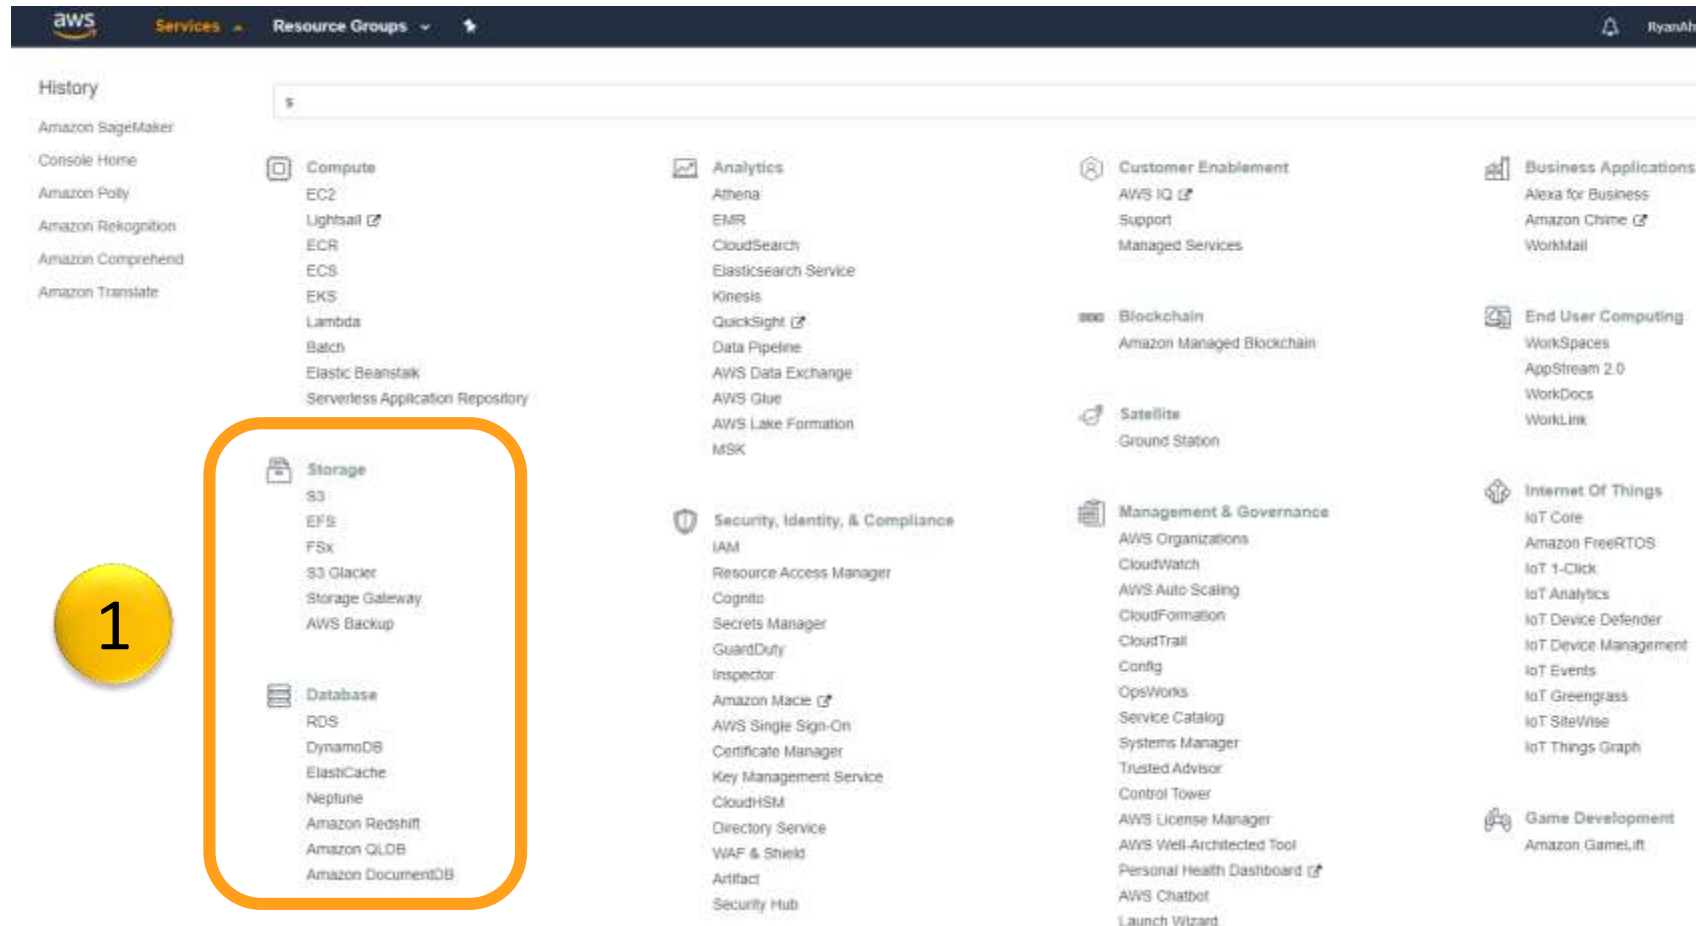 aws
Services
Resource Groups
RyanAh
History
Amazon SageMaker
Console Home
Amazon Polly
Amazon Rekognition
Amazon Comprehend
Amazon Translate
s
Compute
EC2
Lightsail
ECR
ECS
EKS
Lambda
Batch
Elastic Beanstalk
Serverless Application Repository
Storage
S3
EFS
FSx
S3 Glacier
Storage Gateway
AWS Backup
1
Database
RDS
DynamoDB
ElastiCache
Neptune
Amazon Redshift
Amazon QLDB
Amazon DocumentDB
Analytics
Athena
EMR
CloudSearch
Elasticsearch Service
Kinesis
QuickSight
Data Pipeline
AWS Data Exchange
AWS Glue
AWS Lake Formation
MSK
Security, Identity, & Compliance
IAM
Resource Access Manager
Cognito
Secrets Manager
GuardDuty
Inspector
Amazon Macie
AWS Single Sign-On
Certificate Manager
Key Management Service
CloudHSM
Directory Service
WAF & Shield
Artifact
Security Hub
Customer Enablement
AWS IQ
Support
Managed Services
Blockchain
Amazon Managed Blockchain
Satellite
Ground Station
Management & Governance
AWS Organizations
CloudWatch
AWS Auto Scaling
CloudFormation
CloudTrail
Config
OpsWorks
Service Catalog
Systems Manager
Trusted Advisor
Control Tower
AWS License Manager
AWS Well-Architected Tool
Personal Health Dashboard
AWS Chatbot
Launch Wizard
Business Applications
Alexa for Business
Amazon Chime
WorkMail
End User Computing
WorkSpaces
AppStream 2.0
WorkDocs
WorkLink
Internet Of Things
IoT Core
Amazon FreeRTOS
IoT 1-Click
IoT Analytics
IoT Device Defender
IoT Device Management
IoT Events
IoT Greengrass
IoT SiteWise
IoT Things Graph
Game Development
Amazon GameLift